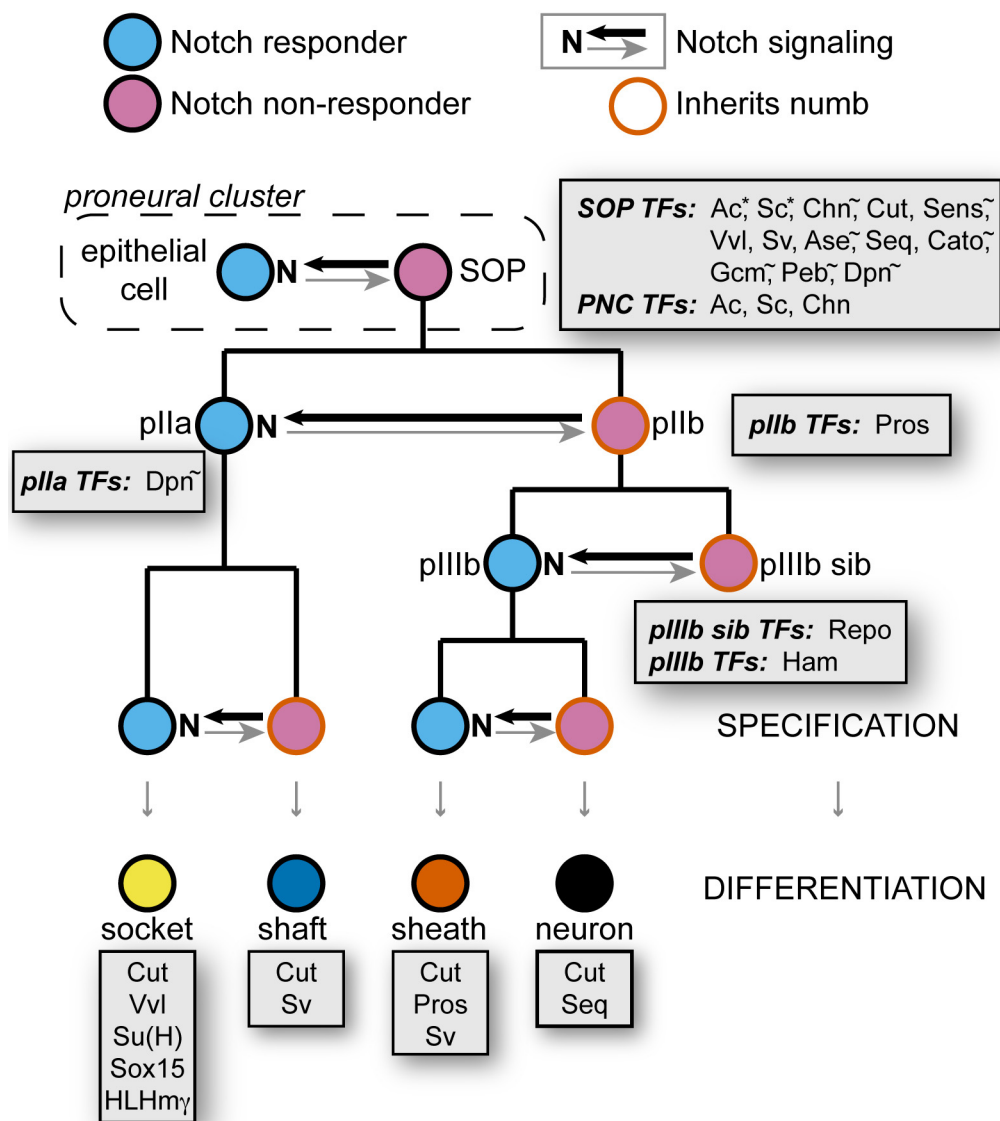 Notch responder
N Notch signaling
Notch non-responder
Inherits numb
proneural cluster
epithelial
cell
N
SOP
SOP TFs: Ac*, Sc*, Chn~, Cut, Sens~,
Vvl, Sv, Ase~, Seq, Cato~,
Gcm~, Peb~, Dpn~
PNC TFs: Ac, Sc, Chn
pIIa N
pIIb
pIIb TFs: Pros
pIIa TFs: Dpn~
pIIIb N
pIIIb sib
pIIIb sib TFs: Repo
pIIIb TFs: Ham
N
N
SPECIFICATION
DIFFERENTIATION
socket
shaft
sheath
neuron
Cut
Vvl
Su(H)
Sox15
HLHmγ
Cut
Sv
Cut
Pros
Sv
Cut
Seq